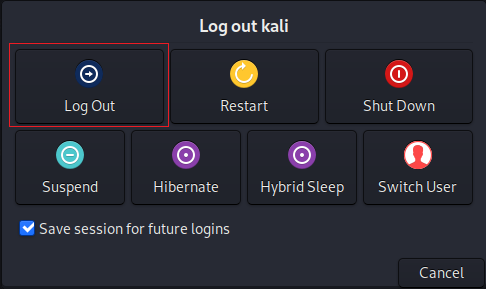 Log out kali
Log Out
Restart
Shut Down
Suspend
Hibernate
Hybrid Sleep
Switch User
Save session for future logins
Cancel